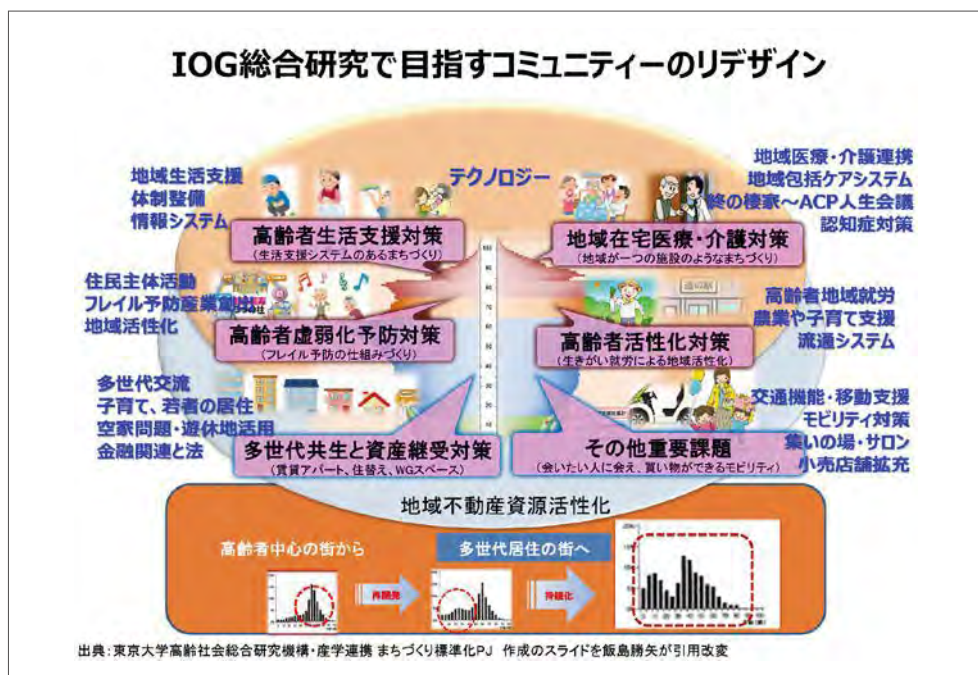 IOG総合研究で目指すコミュニティーのリデザイン
テクノロジー
地域生活支援
体制整備
情報システム
高齢者生活支援対策
(生活支援システムのあるまちづくり)
地域医療・介護連携
地域包括ケアシステム
終の棲家～ACP人生会議
認知症対策
地域在宅医療・介護対策
(地域が一つの施設のようなまちづくり)
住民主体活動
フレイル予防産業創出
地域活性化
高齢者虚弱化予防対策
(フレイル予防の仕組みづくり)
高齢者地域就労
農業や子育て支援
流通システム
高齢者活性化対策
(生きがい就労による地域活性化)
多世代交流
子育て、若者の居住
空家問題・遊休地活用
金融関連と法
多世代共生と資産継受対策
(賃貸アパート、住替え、WGスペース)
交通機能・移動支援
モビリティ対策
集いの場・サロン
小売店舗拡充
その他重要課題
(会いたい人に会え、買い物ができるモビリティ)
地域不動産資源活性化
高齢者中心の街から
多世代居住の街へ
再開発
持続化
出典：東京大学高齢社会総合研究機構・産学連携 まちづくり標準化PJ 作成のスライドを飯島勝矢が引用改変